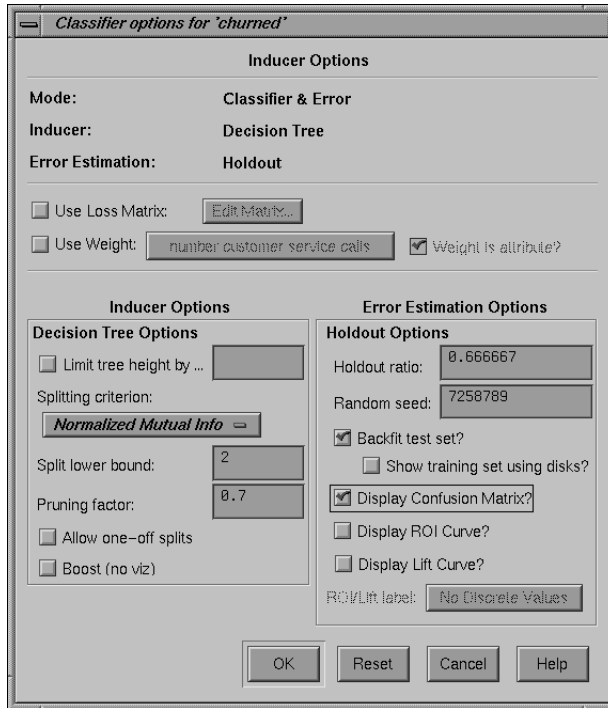 Classifier options for 'churned'
Inducer Options
Mode: Classifier & Error
Inducer: Decision Tree
Error Estimation: Holdout
Use Loss Matrix: Edit Matrix...
Use Weight: number customer service calls Weight is attribute?
Inducer Options
Decision Tree Options
Limit tree height by ...
Splitting criterion:
Normalized Mutual Info
Split lower bound: 2
Pruning factor: 0.7
Allow one-off splits
Boost (no viz)
Error Estimation Options
Holdout Options
Holdout ratio: 0.666667
Random seed: 7258789
Backfit test set?
Show training set using disks?
Display Confusion Matrix?
Display ROI Curve?
Display Lift Curve?
ROI/Lift label: No Discrete Values
OK Reset Cancel Help